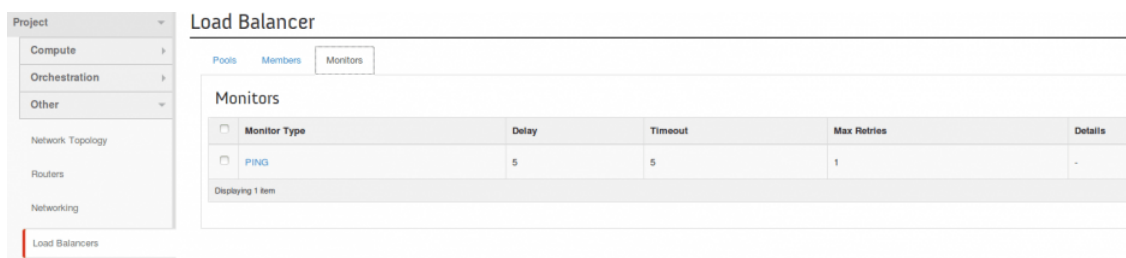 Project
Compute
Orchestration
Other
Network Topology
Routers
Networking
Load Balancers
Load Balancer
Pools Members Monitors
Monitors
Monitor Type Delay Timeout Max Retries Details
PING 5 5 1 -
Displaying 1 item